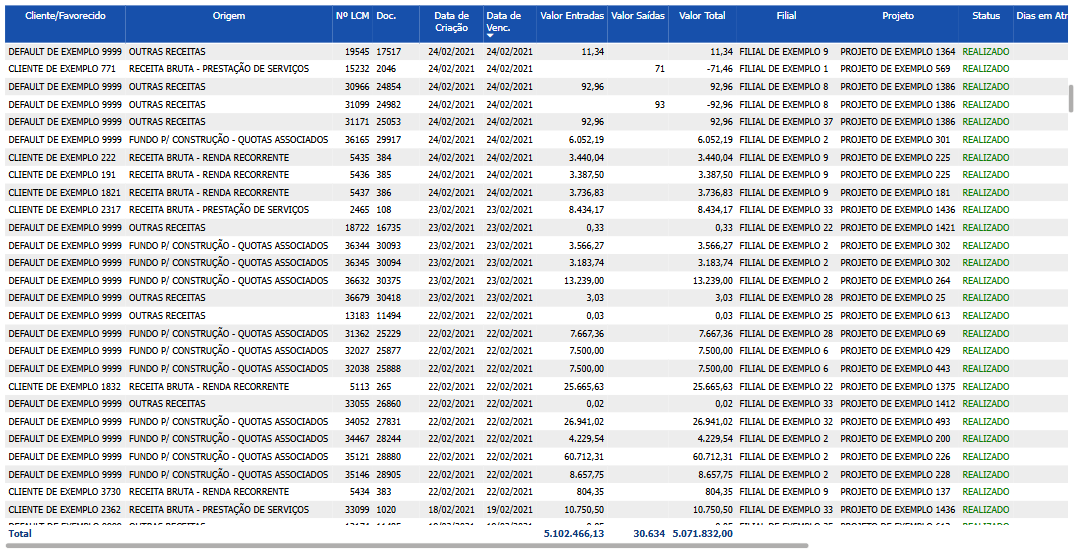 Cliente/Favorecido Origem Nº LCM Doc. Data de Criação Data de Venc. Valor Entradas Valor Saídas Valor Total Filial Projeto Status Dias em Atr
DEFAULT DE EXEMPLO 9999 OUTRAS RECEITAS 19545 17517 24/02/2021 24/02/2021 11,34 11,34 FILIAL DE EXEMPLO 9 PROJETO DE EXEMPLO 1364 REALIZADO
CLIENTE DE EXEMPLO 771 RECEITA BRUTA - PRESTAÇÃO DE SERVIÇOS 15232 2046 24/02/2021 24/02/2021 71 -71,46 FILIAL DE EXEMPLO 1 PROJETO DE EXEMPLO 569 REALIZADO
DEFAULT DE EXEMPLO 9999 OUTRAS RECEITAS 30966 24854 24/02/2021 24/02/2021 92,96 92,96 FILIAL DE EXEMPLO 8 PROJETO DE EXEMPLO 1386 REALIZADO
DEFAULT DE EXEMPLO 9999 OUTRAS RECEITAS 31099 24982 24/02/2021 24/02/2021 93 -92,96 FILIAL DE EXEMPLO 8 PROJETO DE EXEMPLO 1386 REALIZADO
DEFAULT DE EXEMPLO 9999 OUTRAS RECEITAS 31171 25053 24/02/2021 24/02/2021 92,96 92,96 FILIAL DE EXEMPLO 37 PROJETO DE EXEMPLO 1386 REALIZADO
DEFAULT DE EXEMPLO 9999 FUNDO P/ CONSTRUÇÃO - QUOTAS ASSOCIADOS 36165 29917 24/02/2021 24/02/2021 6.052,19 6.052,19 FILIAL DE EXEMPLO 2 PROJETO DE EXEMPLO 301 REALIZADO
CLIENTE DE EXEMPLO 222 RECEITA BRUTA - RENDA RECORRENTE 5435 384 24/02/2021 24/02/2021 3.440,04 3.440,04 FILIAL DE EXEMPLO 9 PROJETO DE EXEMPLO 225 REALIZADO
CLIENTE DE EXEMPLO 191 RECEITA BRUTA - RENDA RECORRENTE 5436 385 24/02/2021 24/02/2021 3.387,50 3.387,50 FILIAL DE EXEMPLO 9 PROJETO DE EXEMPLO 225 REALIZADO
CLIENTE DE EXEMPLO 1821 RECEITA BRUTA - RENDA RECORRENTE 5437 386 24/02/2021 24/02/2021 3.736,83 3.736,83 FILIAL DE EXEMPLO 9 PROJETO DE EXEMPLO 181 REALIZADO
CLIENTE DE EXEMPLO 2317 RECEITA BRUTA - PRESTAÇÃO DE SERVIÇOS 2465 108 23/02/2021 23/02/2021 8.434,17 8.434,17 FILIAL DE EXEMPLO 33 PROJETO DE EXEMPLO 1436 REALIZADO
DEFAULT DE EXEMPLO 9999 OUTRAS RECEITAS 18722 16735 23/02/2021 23/02/2021 0,33 0,33 FILIAL DE EXEMPLO 22 PROJETO DE EXEMPLO 1421 REALIZADO
DEFAULT DE EXEMPLO 9999 FUNDO P/ CONSTRUÇÃO - QUOTAS ASSOCIADOS 36344 30093 23/02/2021 23/02/2021 3.566,27 3.566,27 FILIAL DE EXEMPLO 2 PROJETO DE EXEMPLO 302 REALIZADO
DEFAULT DE EXEMPLO 9999 FUNDO P/ CONSTRUÇÃO - QUOTAS ASSOCIADOS 36345 30094 23/02/2021 23/02/2021 3.183,74 3.183,74 FILIAL DE EXEMPLO 2 PROJETO DE EXEMPLO 302 REALIZADO
DEFAULT DE EXEMPLO 9999 FUNDO P/ CONSTRUÇÃO - QUOTAS ASSOCIADOS 36632 30375 23/02/2021 23/02/2021 13.239,00 13.239,00 FILIAL DE EXEMPLO 2 PROJETO DE EXEMPLO 264 REALIZADO
DEFAULT DE EXEMPLO 9999 OUTRAS RECEITAS 36679 30418 23/02/2021 23/02/2021 3,03 3,03 FILIAL DE EXEMPLO 28 PROJETO DE EXEMPLO 25 REALIZADO
DEFAULT DE EXEMPLO 9999 OUTRAS RECEITAS 13183 11494 22/02/2021 22/02/2021 0,03 0,03 FILIAL DE EXEMPLO 25 PROJETO DE EXEMPLO 613 REALIZADO
DEFAULT DE EXEMPLO 9999 FUNDO P/ CONSTRUÇÃO - QUOTAS ASSOCIADOS 31362 25229 22/02/2021 22/02/2021 7.667,36 7.667,36 FILIAL DE EXEMPLO 28 PROJETO DE EXEMPLO 69 REALIZADO
DEFAULT DE EXEMPLO 9999 FUNDO P/ CONSTRUÇÃO - QUOTAS ASSOCIADOS 32027 25877 22/02/2021 22/02/2021 7.500,00 7.500,00 FILIAL DE EXEMPLO 6 PROJETO DE EXEMPLO 429 REALIZADO
DEFAULT DE EXEMPLO 9999 FUNDO P/ CONSTRUÇÃO - QUOTAS ASSOCIADOS 32038 25888 22/02/2021 22/02/2021 7.500,00 7.500,00 FILIAL DE EXEMPLO 6 PROJETO DE EXEMPLO 443 REALIZADO
CLIENTE DE EXEMPLO 1832 RECEITA BRUTA - RENDA RECORRENTE 5113 265 22/02/2021 22/02/2021 25.665,63 25.665,63 FILIAL DE EXEMPLO 22 PROJETO DE EXEMPLO 1375 REALIZADO
DEFAULT DE EXEMPLO 9999 OUTRAS RECEITAS 33055 26860 22/02/2021 22/02/2021 0,02 0,02 FILIAL DE EXEMPLO 33 PROJETO DE EXEMPLO 1412 REALIZADO
DEFAULT DE EXEMPLO 9999 FUNDO P/ CONSTRUÇÃO - QUOTAS ASSOCIADOS 34052 27831 22/02/2021 22/02/2021 26.941,02 26.941,02 FILIAL DE EXEMPLO 32 PROJETO DE EXEMPLO 493 REALIZADO
DEFAULT DE EXEMPLO 9999 FUNDO P/ CONSTRUÇÃO - QUOTAS ASSOCIADOS 34467 28244 22/02/2021 22/02/2021 4.229,54 4.229,54 FILIAL DE EXEMPLO 2 PROJETO DE EXEMPLO 200 REALIZADO
DEFAULT DE EXEMPLO 9999 FUNDO P/ CONSTRUÇÃO - QUOTAS ASSOCIADOS 35121 28880 22/02/2021 22/02/2021 60.712,31 60.712,31 FILIAL DE EXEMPLO 2 PROJETO DE EXEMPLO 226 REALIZADO
DEFAULT DE EXEMPLO 9999 FUNDO P/ CONSTRUÇÃO - QUOTAS ASSOCIADOS 35146 28905 22/02/2021 22/02/2021 8.657,75 8.657,75 FILIAL DE EXEMPLO 2 PROJETO DE EXEMPLO 228 REALIZADO
CLIENTE DE EXEMPLO 3730 RECEITA BRUTA - RENDA RECORRENTE 5434 383 22/02/2021 22/02/2021 804,35 804,35 FILIAL DE EXEMPLO 9 PROJETO DE EXEMPLO 137 REALIZADO
CLIENTE DE EXEMPLO 2362 RECEITA BRUTA - PRESTAÇÃO DE SERVIÇOS 33099 1020 18/02/2021 19/02/2021 10.750,50 10.750,50 FILIAL DE EXEMPLO 33 PROJETO DE EXEMPLO 1436 REALIZADO
Total 5.102.466,13 30.634 5.071.832,00